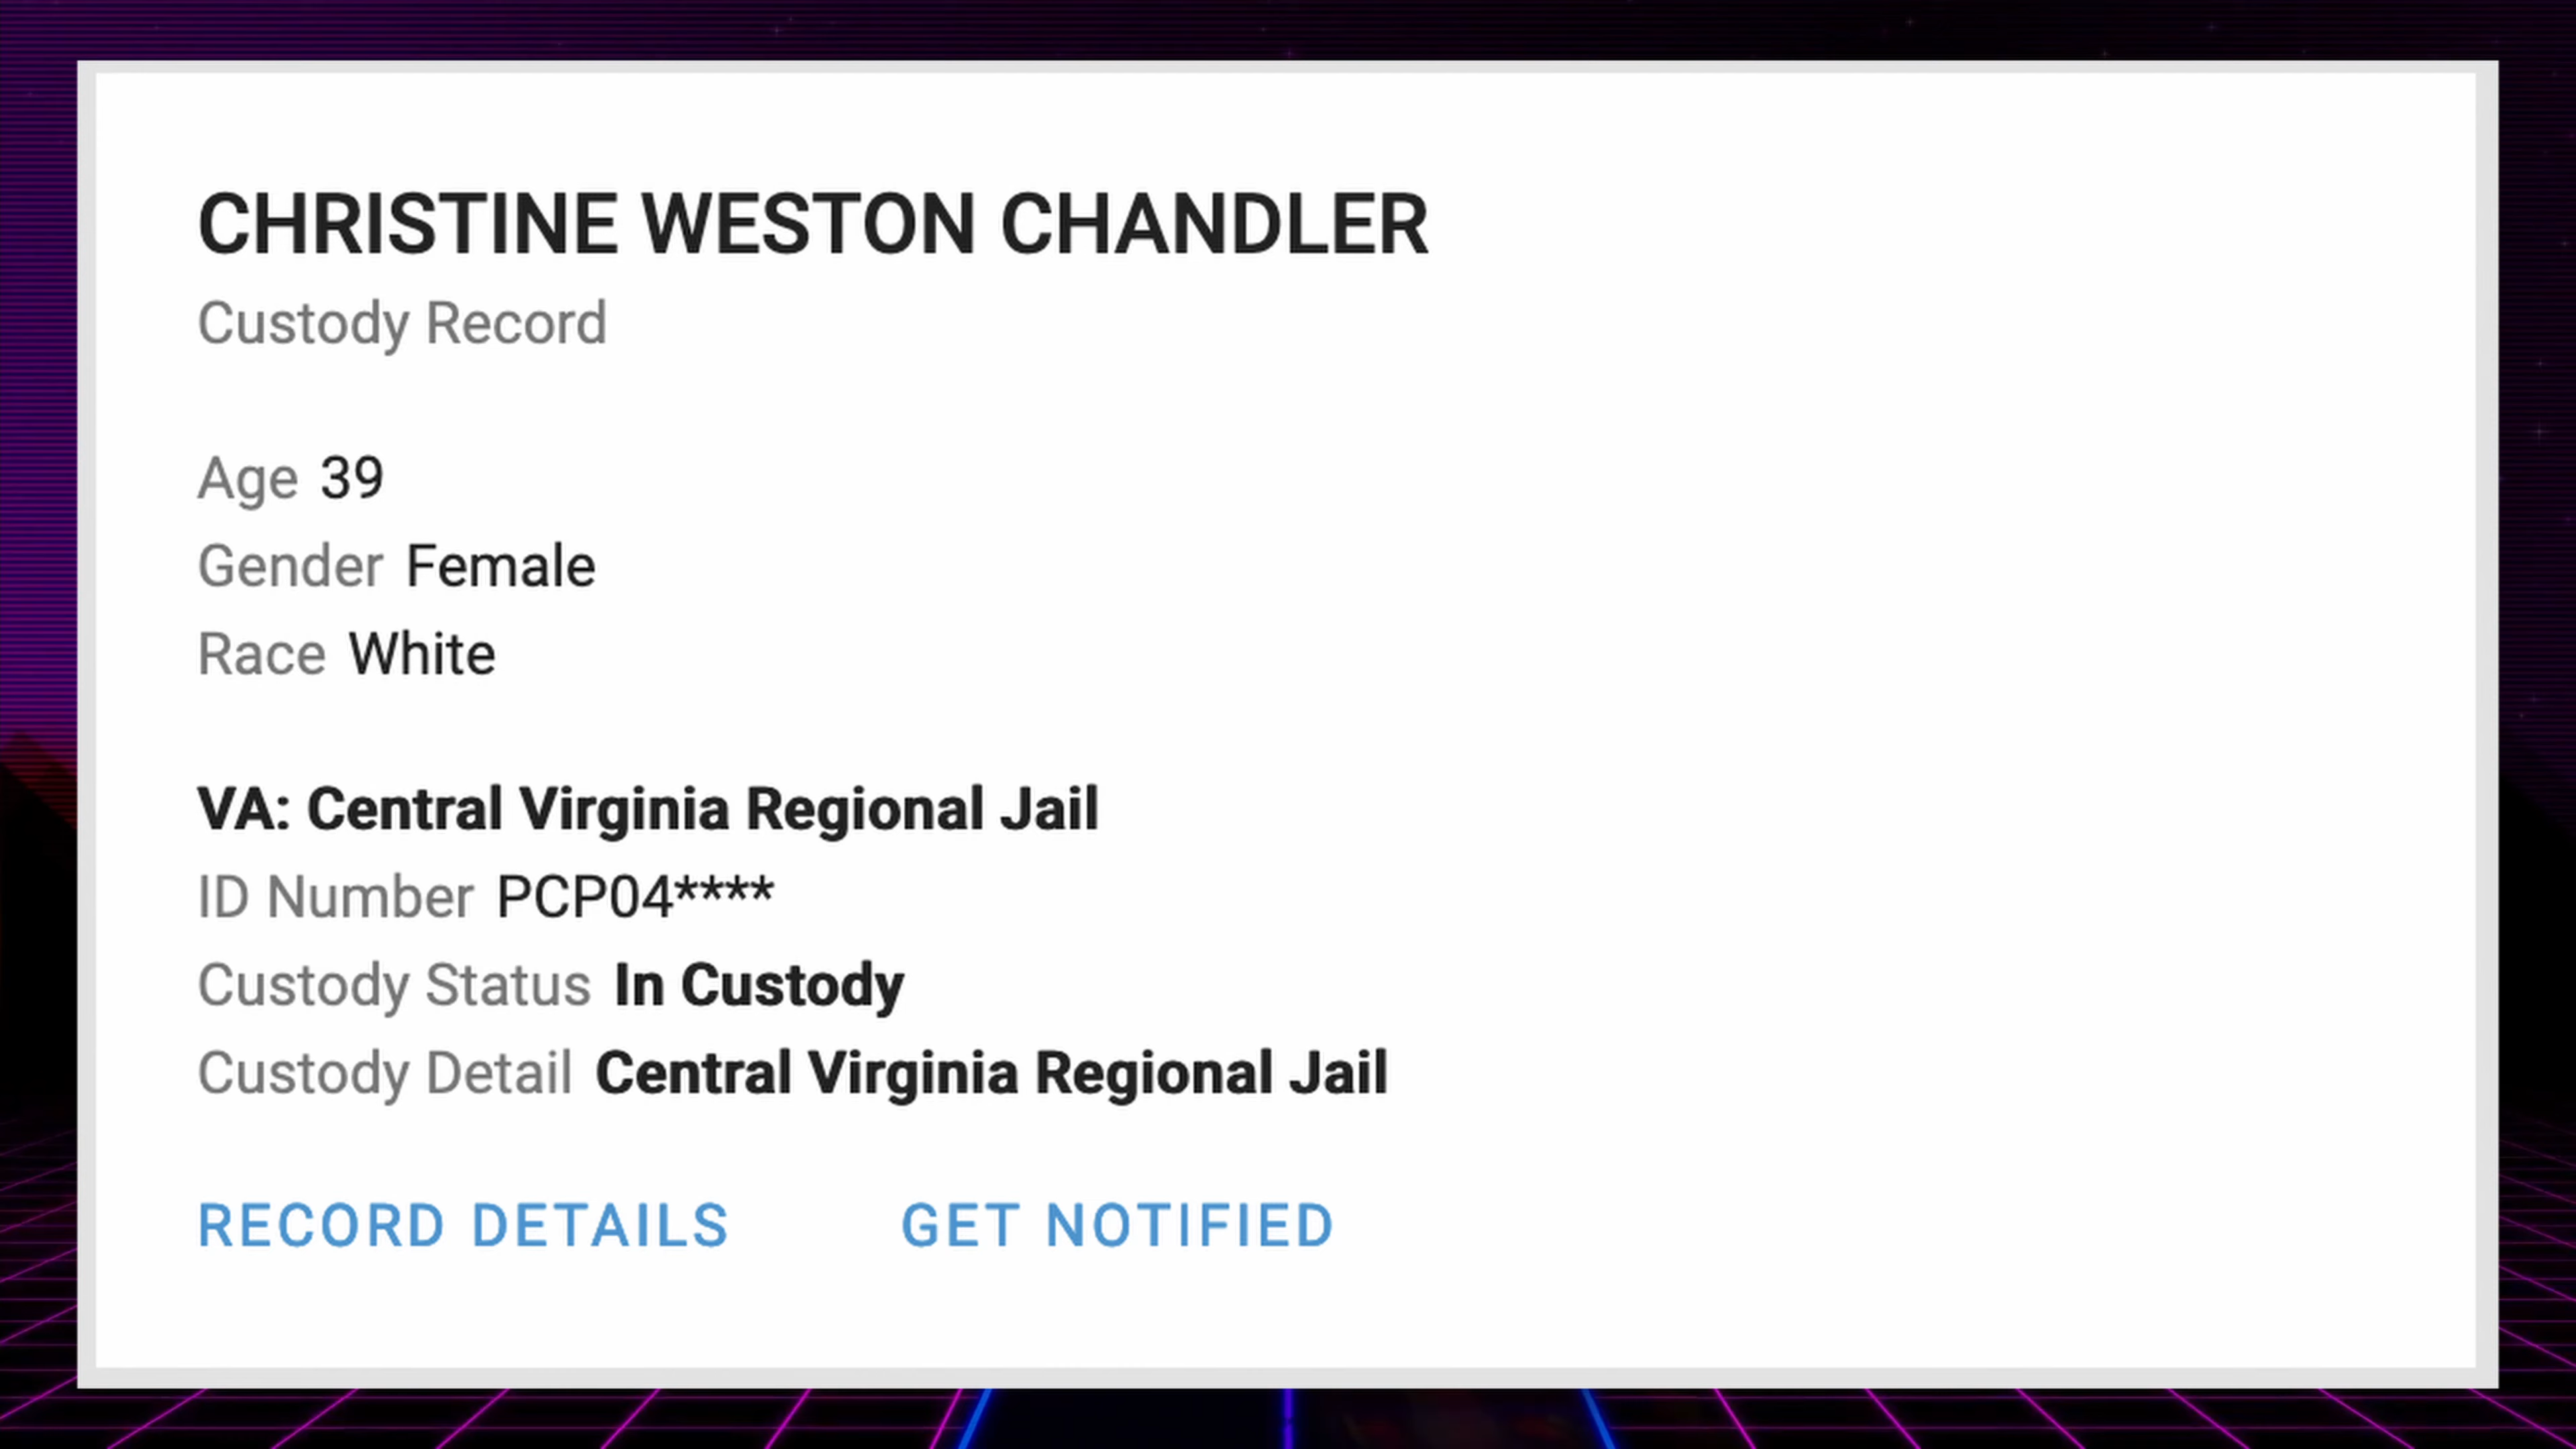 CHRISTINE WESTON CHANDLER
Custody Record
Age 39
Gender Female
Race White
VA: Central Virginia Regional Jail
ID Number PCP04****
Custody Status In Custody
Custody Detail Central Virginia Regional Jail
RECORD DETAILS GET NOTIFIED